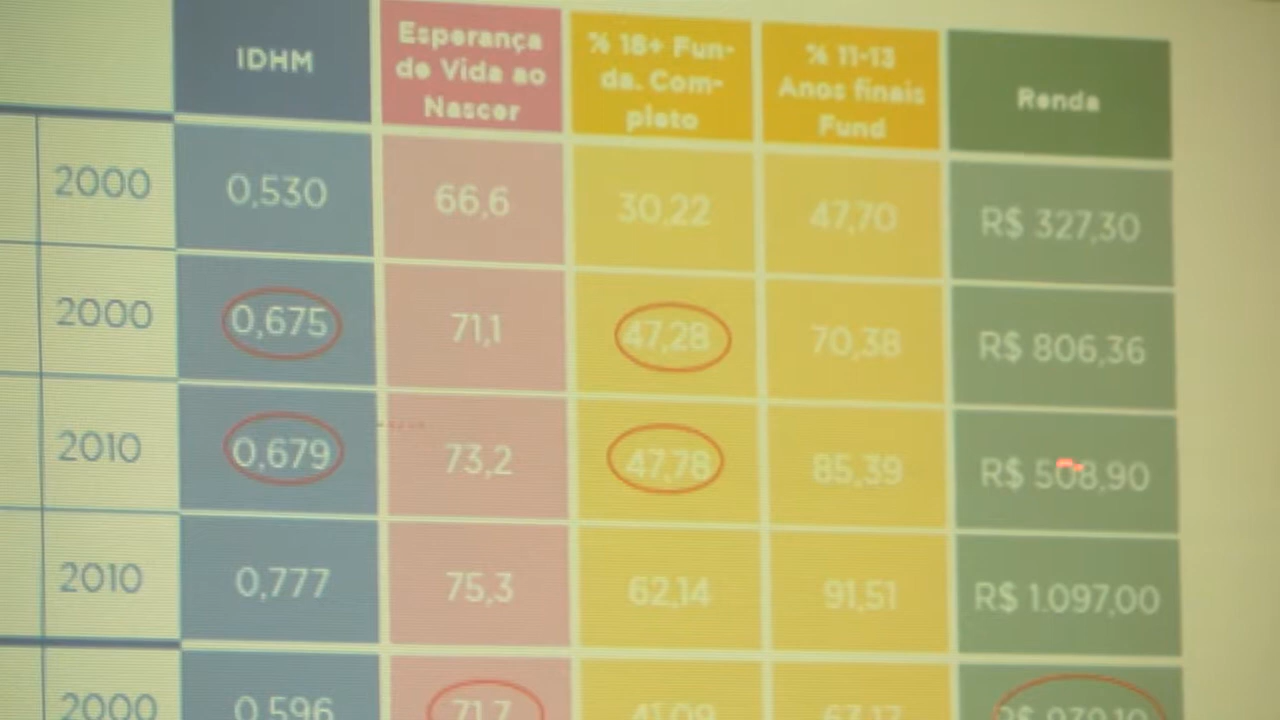 IDHM
Esperança
de Vida ao
Nascer
% 18+ Fun-
da. Com-
pleto
% 11-13
Anos finais
Fund
Renda
2000 0,530 66,6 30,22 47,70 R$ 327,30
2000 0,675 71,1 47,28 70,38 R$ 806,36
2010 0,679 73,2 47,78 85,39 R$ 508,90
2010 0,777 75,3 62,14 91,51 R$ 1.097,00
2000 0,596 71,7